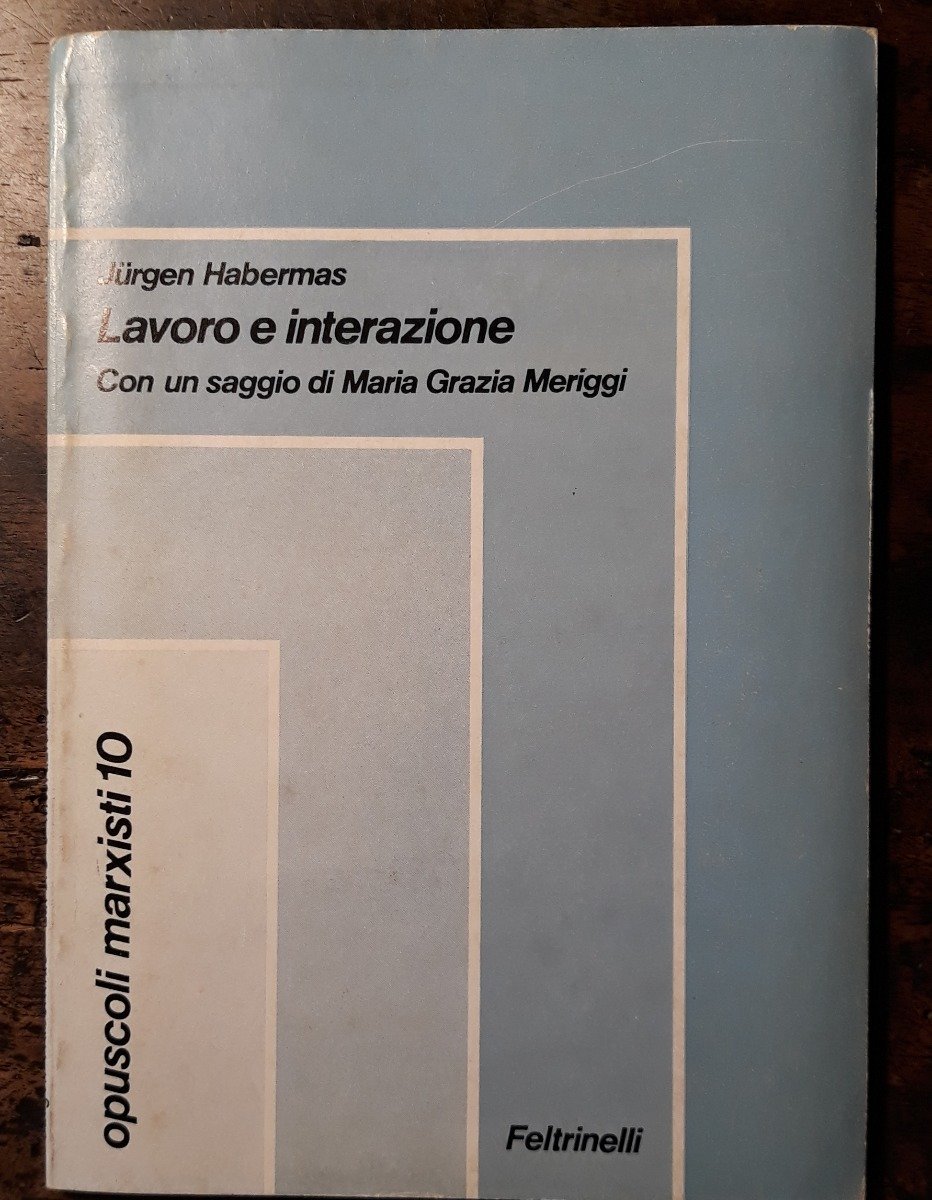 Jürgen Habermas
Lavoro e interazione
Con un saggio di Maria Grazia Meriggi
opuscoli marxisti 10
Feltrinelli